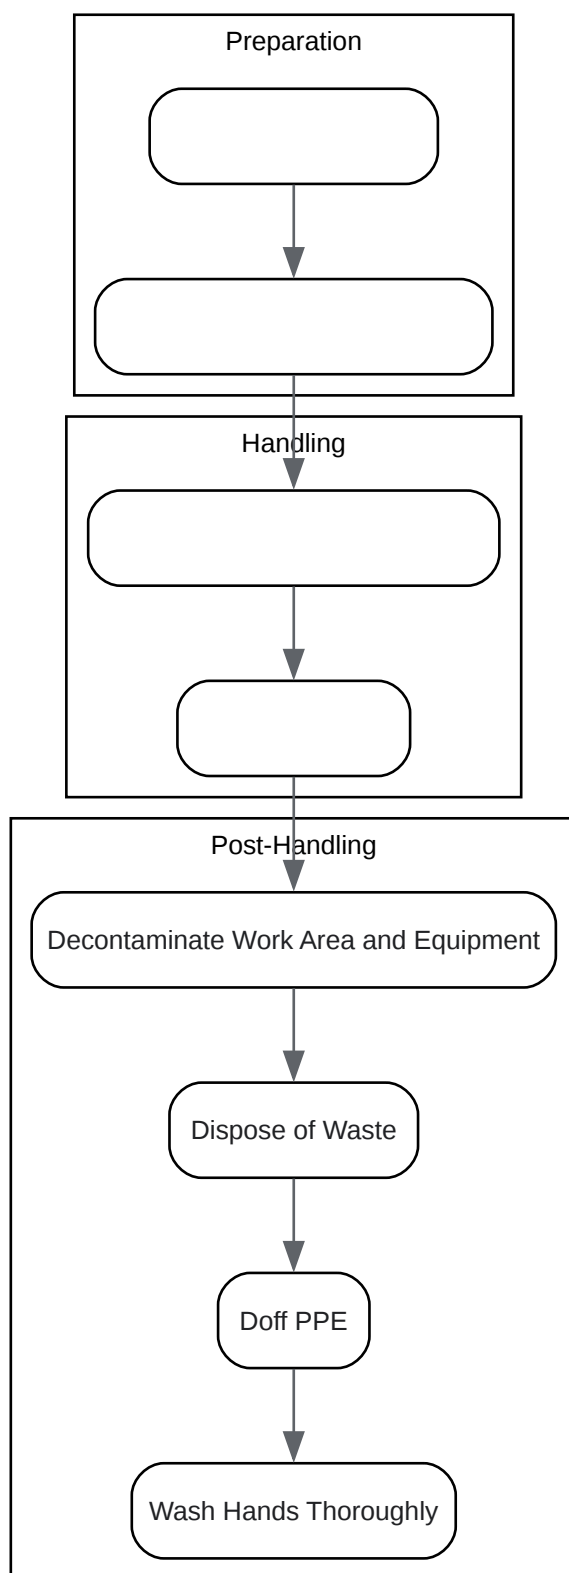 Preparation
Handling
Post-Handling
Decontaminate Work Area and Equipment
Dispose of Waste
Doff PPE
Wash Hands Thoroughly